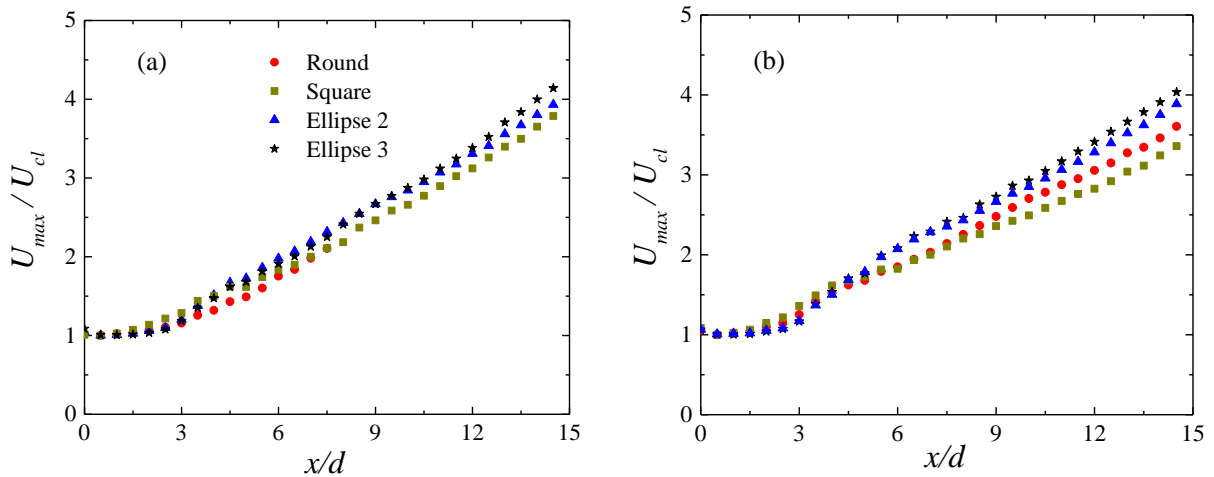 (a)
Round
Square
Ellipse 2
Ellipse 3
5
4
3
2
1
0
U_max / U_cl
0 3 6 9 12 15
x/d
(b)
5
4
3
2
1
0
U_max / U_cl
0 3 6 9 12 15
x/d